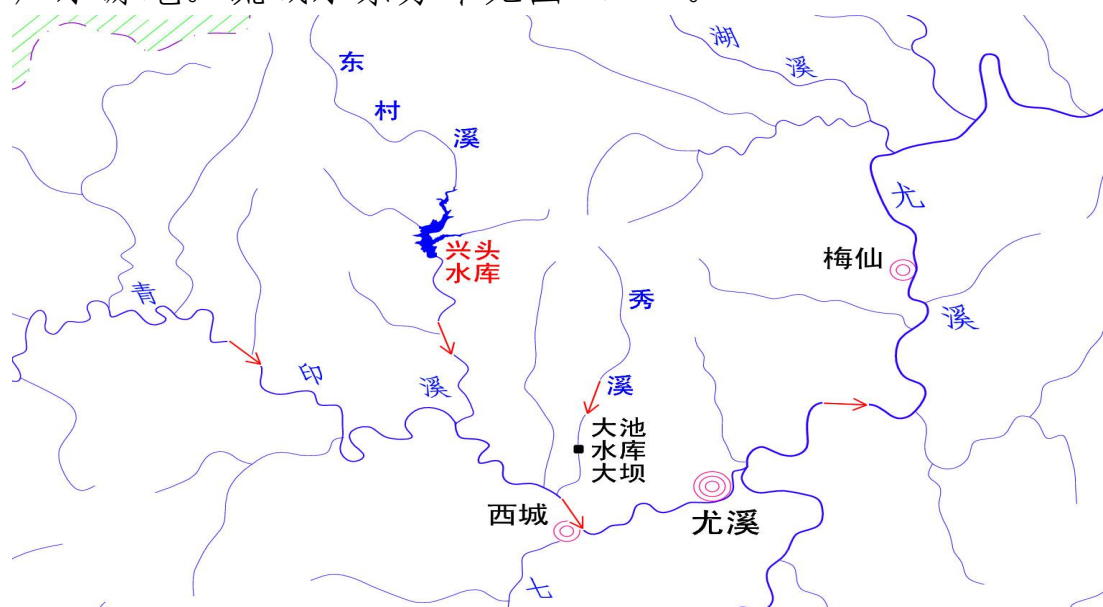 东
村
溪
湖
溪
兴头
水库
尤
溪
梅仙
青
印
溪
秀
溪
大池
水库
大坝
西城
尤溪
七